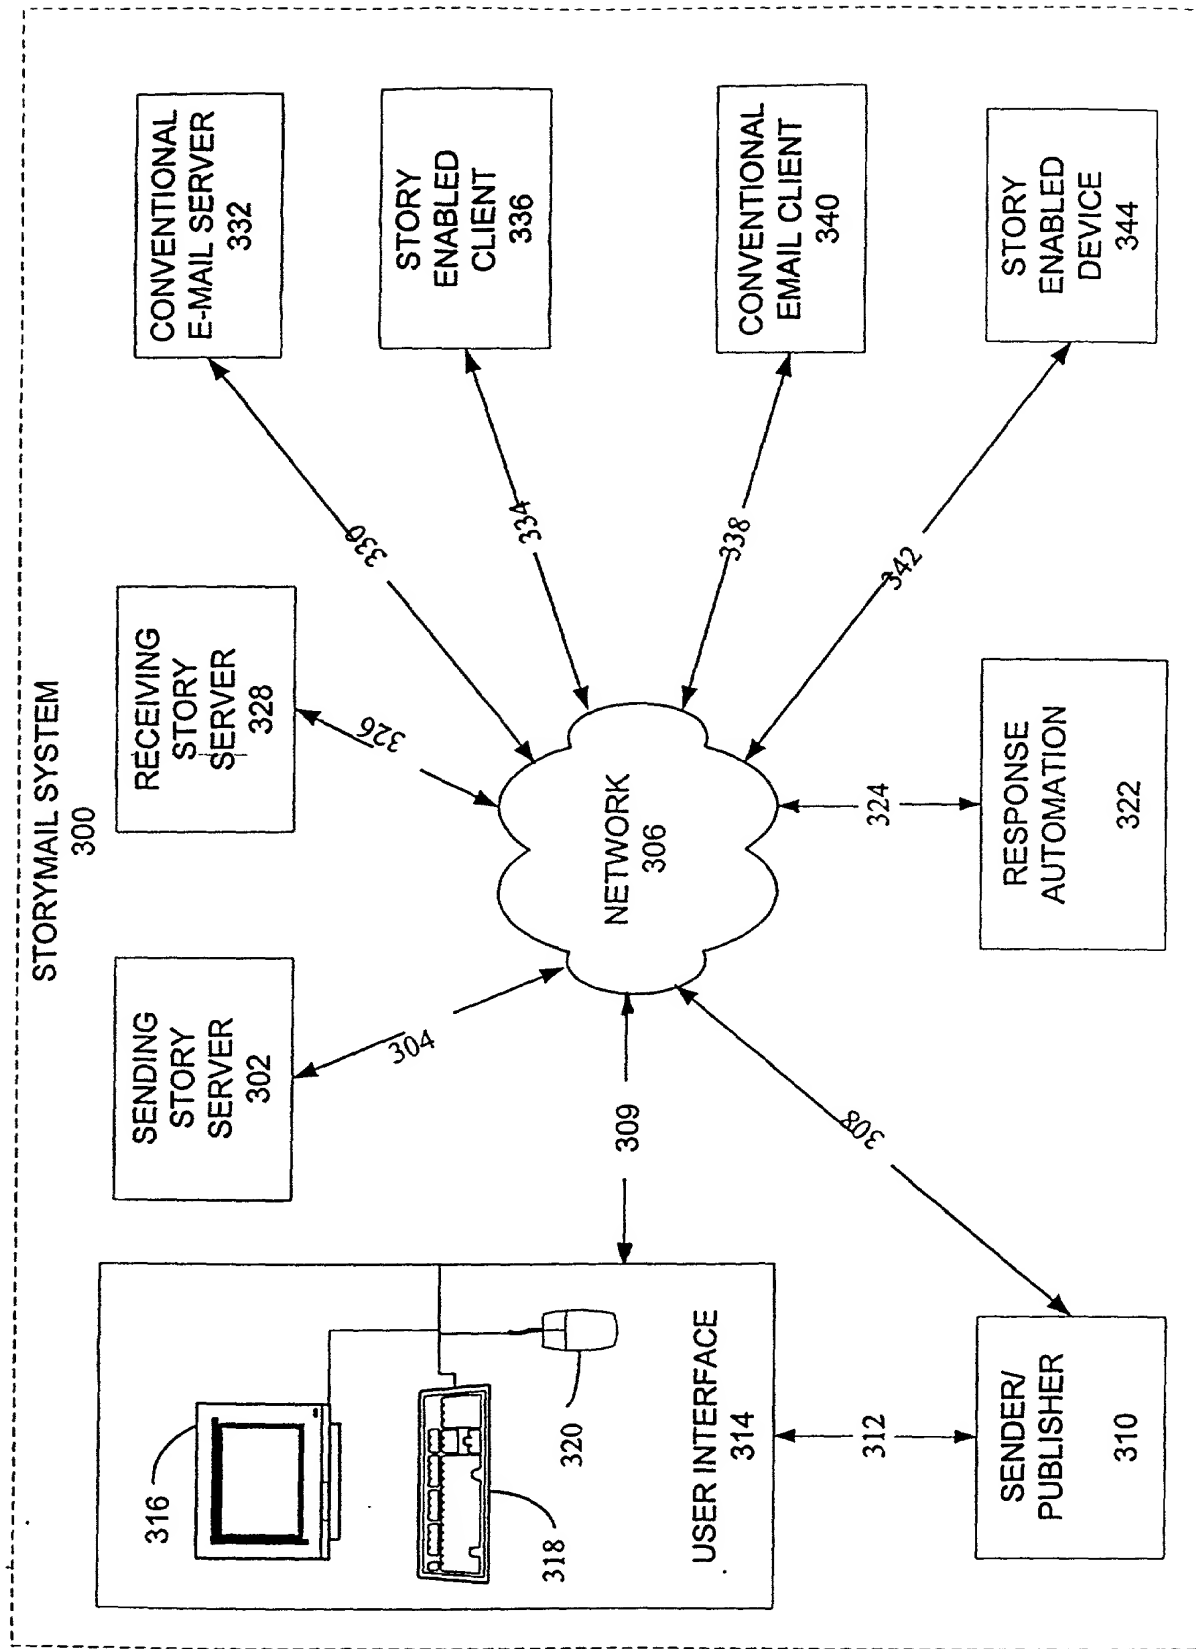 STORYMAIL SYSTEM
300
316
318
320
USER INTERFACE
314
312
SENDER/
PUBLISHER
310
SENDING
STORY
SERVER
302
304
309
308
NETWORK
306
RECEIVING
STORY
SERVER
328
326
324
RESPONSE
AUTOMATION
322
330
334
338
342
CONVENTIONAL
E-MAIL SERVER
332
STORY
ENABLED
CLIENT
336
CONVENTIONAL
EMAIL CLIENT
340
STORY
ENABLED
DEVICE
344